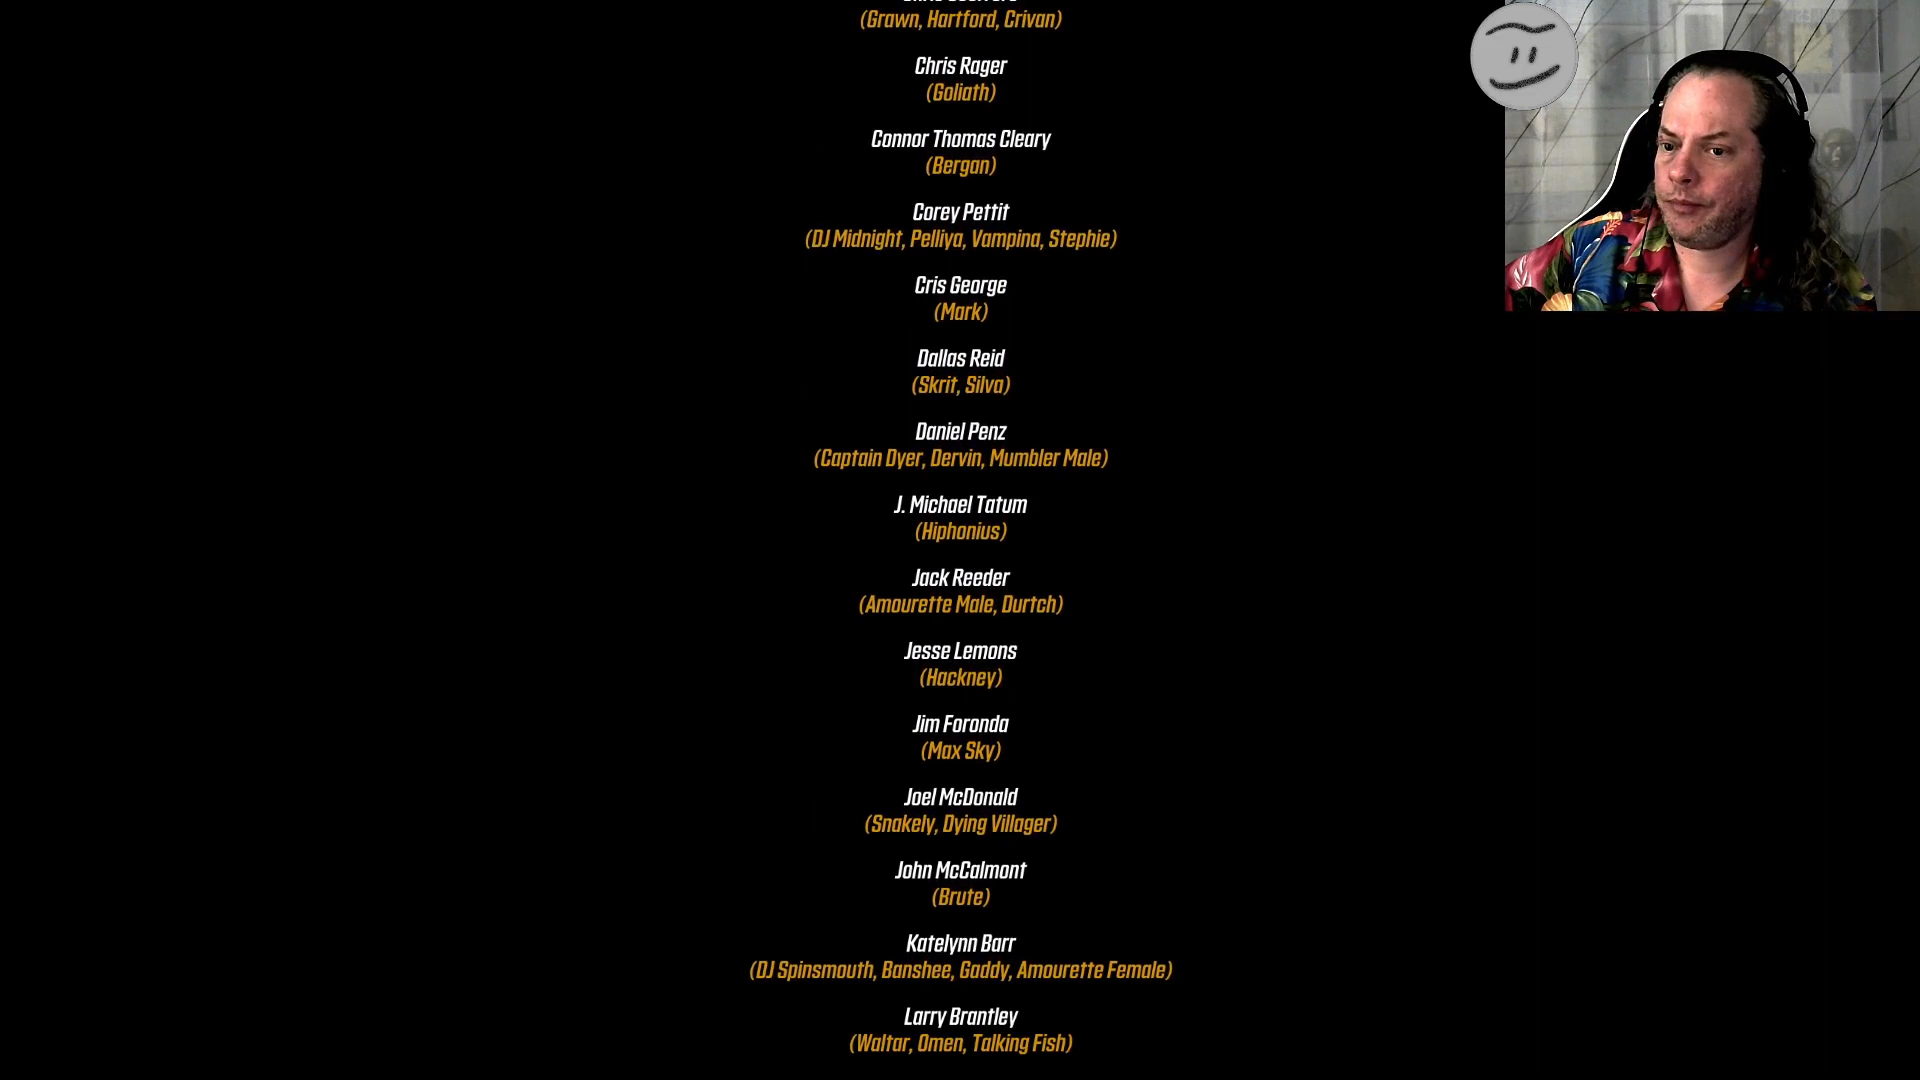 (Grawn, Hartford, Crivan)
Chris Rager
(Goliath)
Connor Thomas Cleary
(Bergan)
Corey Pettit
(DJ Midnight, Pelliya, Vampina, Stephie)
Cris George
(Mark)
Dallas Reid
(Skrit, Silva)
Daniel Penz
(Captain Dyer, Dervin, Mumbler Male)
J. Michael Tatum
(Hiphonius)
Jack Reeder
(Amourette Male, Durtch)
Jesse Lemons
(Hackney)
Jim Foronda
(Max Sky)
Joel McDonald
(Snakely, Dying Villager)
John McCalmont
(Brute)
Katelynn Barr
(DJ Spinsmouth, Banshee, Gaddy, Amourette Female)
Larry Brantley
(Waltar, Omen, Talking Fish)